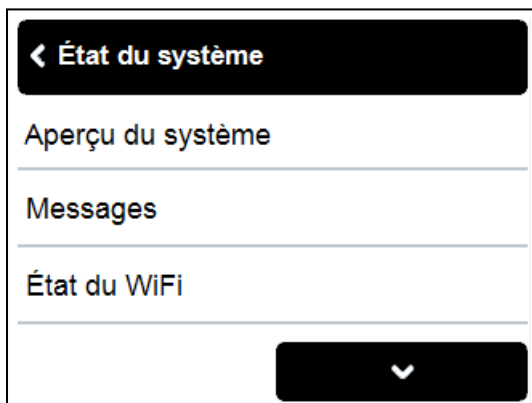 État du système
Aperçu du système
Messages
État du WiFi